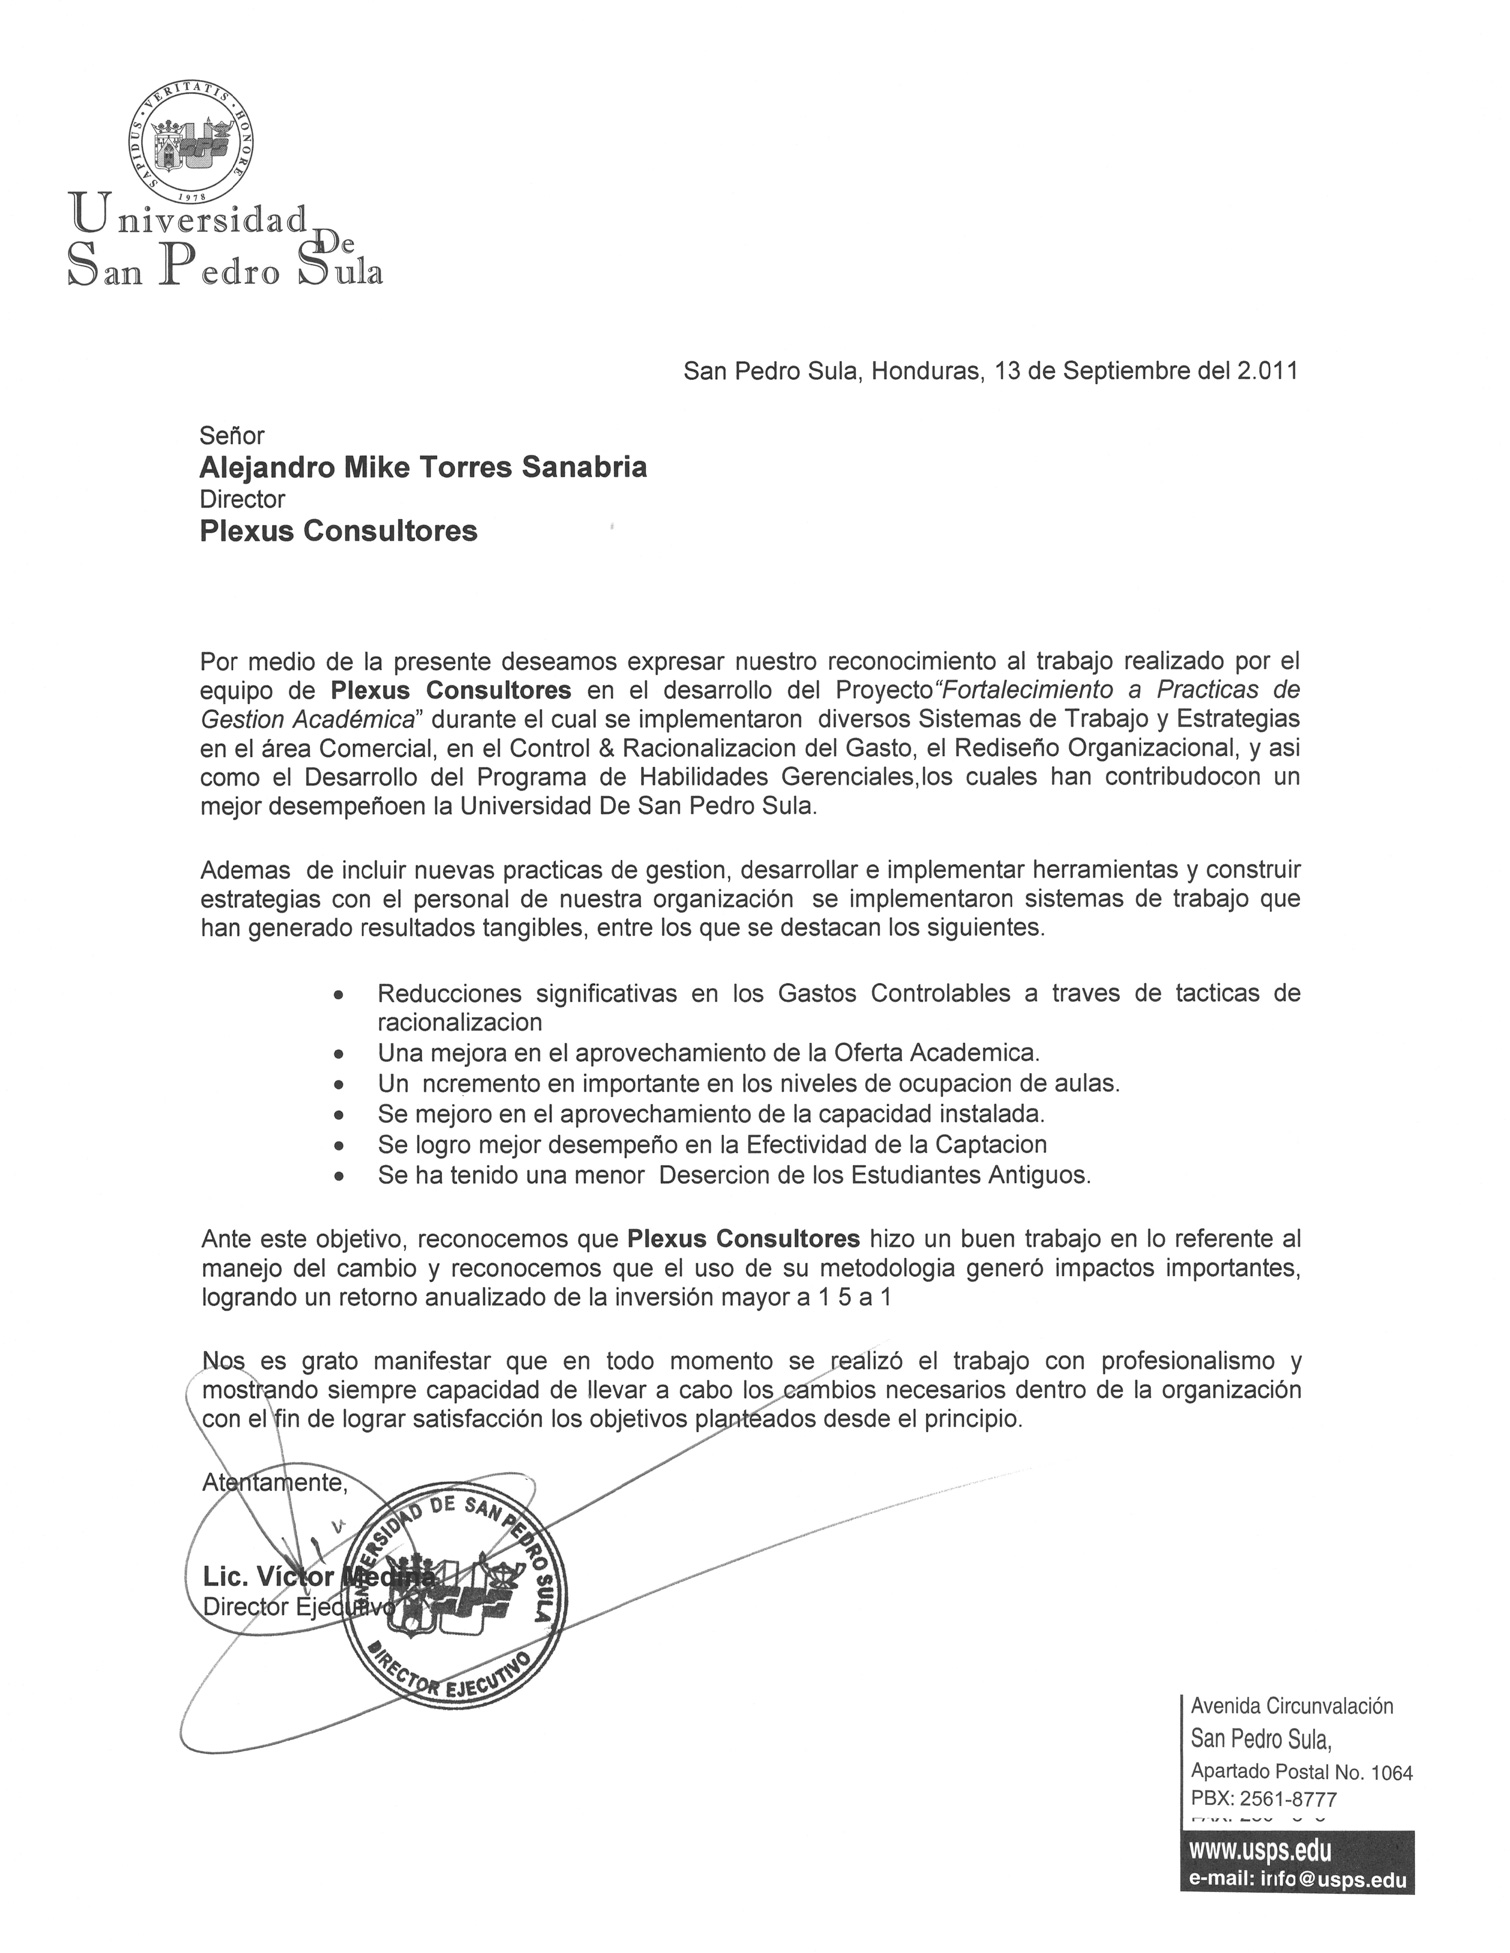 SAPIDUS · VERITATIS · HONORE
SPS
1978
Universidad De
San Pedro Sula
San Pedro Sula, Honduras, 13 de Septiembre del 2.011
Señor
Alejandro Mike Torres Sanabria
Director
Plexus Consultores
Por medio de la presente deseamos expresar nuestro reconocimiento al trabajo realizado por el
equipo de Plexus Consultores en el desarrollo del Proyecto“Fortalecimiento a Practicas de
Gestion Académica” durante el cual se implementaron diversos Sistemas de Trabajo y Estrategias
en el área Comercial, en el Control & Racionalizacion del Gasto, el Rediseño Organizacional, y asi
como el Desarrollo del Programa de Habilidades Gerenciales,los cuales han contribudocon un
mejor desempeñoen la Universidad De San Pedro Sula.
Ademas de incluir nuevas practicas de gestion, desarrollar e implementar herramientas y construir
estrategias con el personal de nuestra organización se implementaron sistemas de trabajo que
han generado resultados tangibles, entre los que se destacan los siguientes.
• Reducciones significativas en los Gastos Controlables a traves de tacticas de
racionalizacion
• Una mejora en el aprovechamiento de la Oferta Academica.
• Un ncremento en importante en los niveles de ocupacion de aulas.
• Se mejoro en el aprovechamiento de la capacidad instalada.
• Se logro mejor desempeño en la Efectividad de la Captacion
• Se ha tenido una menor Desercion de los Estudiantes Antiguos.
Ante este objetivo, reconocemos que Plexus Consultores hizo un buen trabajo en lo referente al
manejo del cambio y reconocemos que el uso de su metodologia generó impactos importantes,
logrando un retorno anualizado de la inversión mayor a 1 5 a 1
Nos es grato manifestar que en todo momento se realizó el trabajo con profesionalismo y
mostrando siempre capacidad de llevar a cabo los cambios necesarios dentro de la organización
con el fin de lograr satisfacción los objetivos planteados desde el principio.
Atentamente,
Lic. Víctor Medina
Director Ejecutivo
UNIVERSIDAD DE SAN PEDRO SULA
DIRECTOR EJECUTIVO
Avenida Circunvalación
San Pedro Sula,
Apartado Postal No. 1064
PBX: 2561-8777
www.usps.edu
e-mail: info@usps.edu